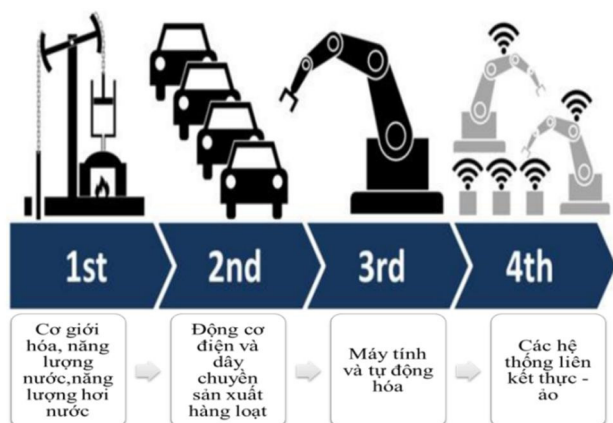 1st
2nd
3rd
4th
Cơ giới
hóa, năng
lượng
nước,năng
lượng hơi
nước
Động cơ
điện và
dây
chuyền
sản xuất
hàng loạt
Máy tính
và tự động
hóa
Các hệ
thống liên
kết thực -
ảo